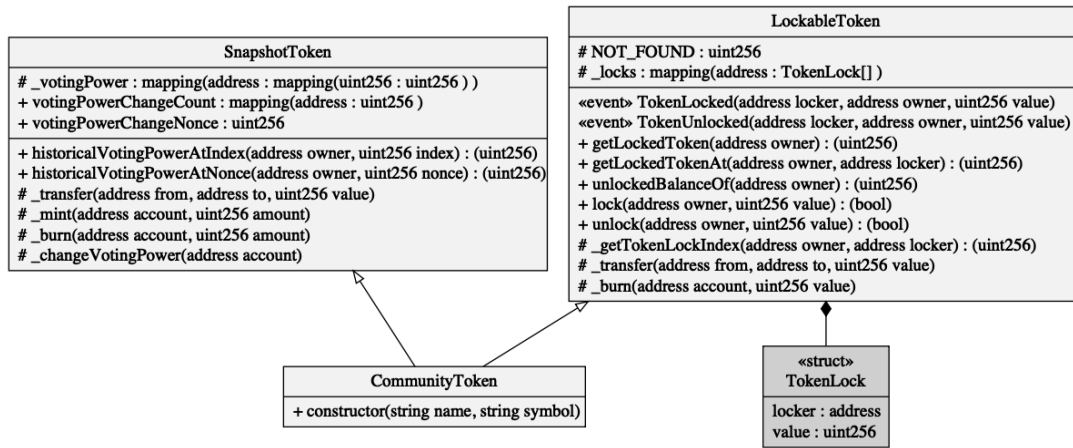 SnapshotToken
# _votingPower : mapping(address : mapping(uint256 : uint256 ) )
+ votingPowerChangeCount : mapping(address : uint256 )
+ votingPowerChangeNonce : uint256
+ historicalVotingPowerAtIndex(address owner, uint256 index) : (uint256)
+ historicalVotingPowerAtNonce(address owner, uint256 nonce) : (uint256)
# _transfer(address from, address to, uint256 value)
# _mint(address account, uint256 amount)
# _burn(address account, uint256 amount)
# _changeVotingPower(address account)
LockableToken
# NOT_FOUND : uint256
# _locks : mapping(address : TokenLock[] )
«event» TokenLocked(address locker, address owner, uint256 value)
«event» TokenUnlocked(address locker, address owner, uint256 value)
+ getLockedToken(address owner) : (uint256)
+ getLockedTokenAt(address owner, address locker) : (uint256)
+ unlockedBalanceOf(address owner) : (uint256)
+ lock(address owner, uint256 value) : (bool)
+ unlock(address owner, uint256 value) : (bool)
# _getTokenLockIndex(address owner, address locker) : (uint256)
# _transfer(address from, address to, uint256 value)
# _burn(address account, uint256 value)
CommunityToken
+ constructor(string name, string symbol)
«struct»
TokenLock
locker : address
value : uint256